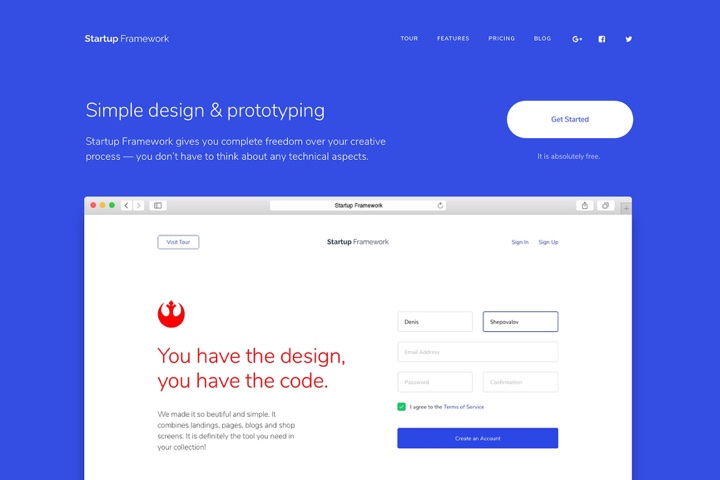 Startup Framework
TOUR FEATURES PRICING BLOG
Simple design & prototyping
Startup Framework gives you complete freedom over your creative
process — you don't have to think about any technical aspects.
Get Started
It is absolutely free.
Startup Framework
Visit Tour
Startup Framework
Sign In Sign Up
You have the design,
you have the code.
We made it so beutiful and simple. It
combines landings, pages, blogs and shop
screens. It is definitely the tool you need in
your collection!
Denis
Shepovalov
Email Address
Password
Confirmation
I agree to the Terms of Service
Create an Account